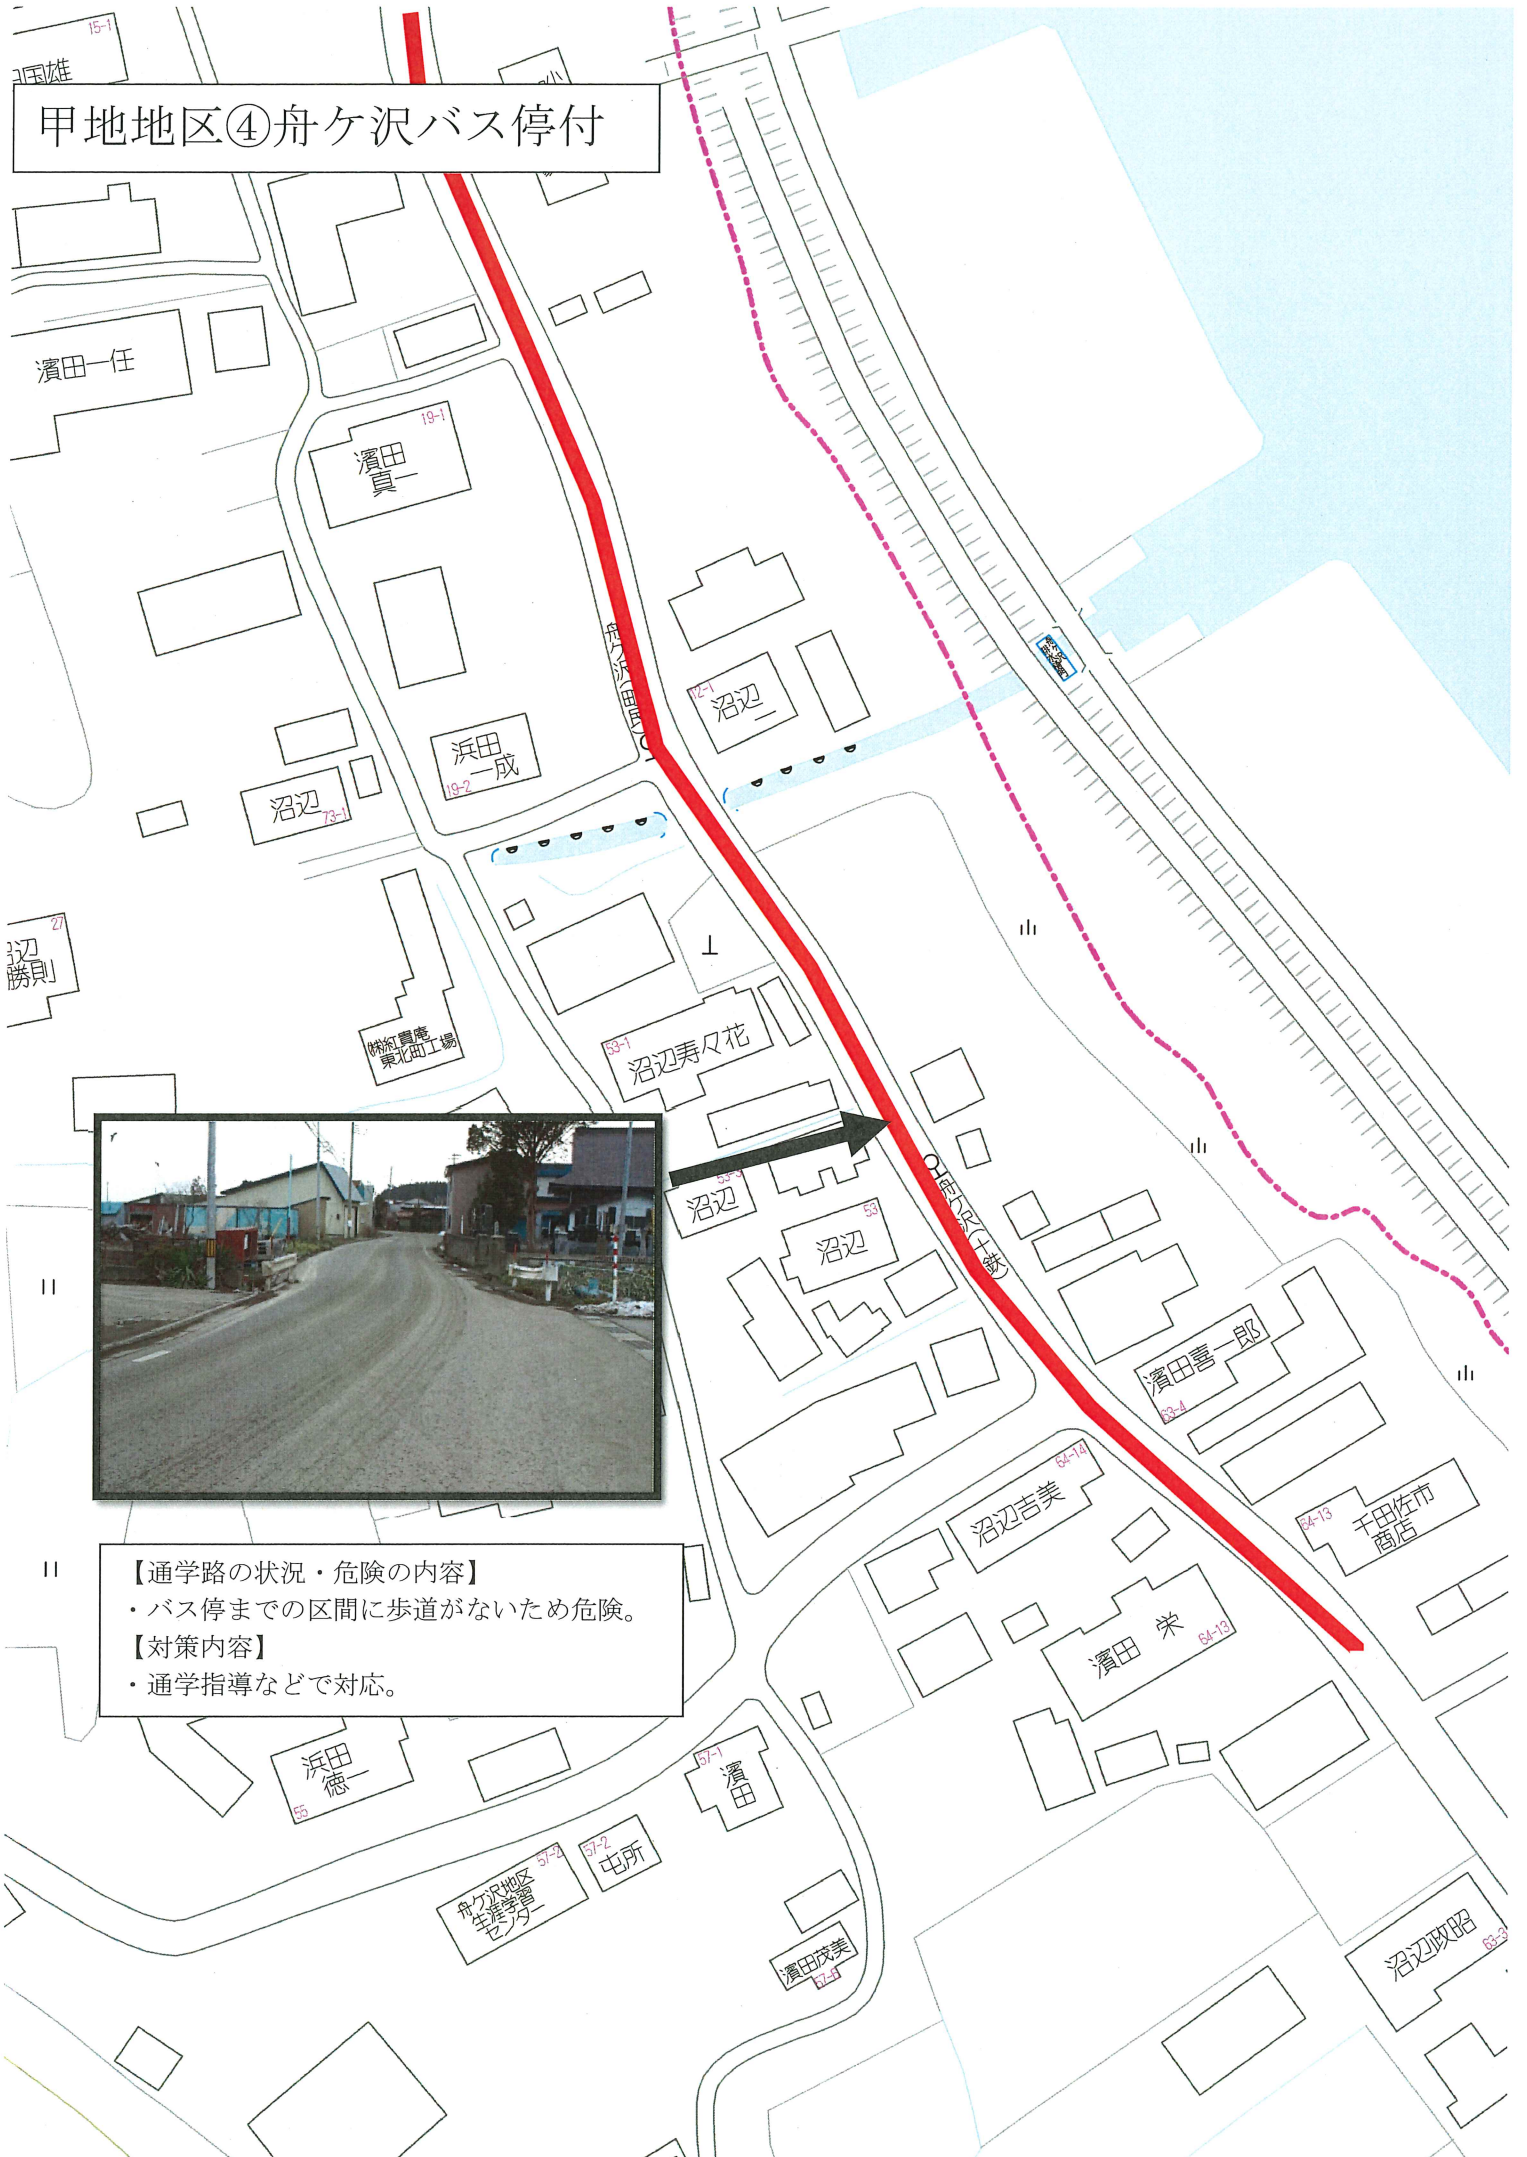 15-1
国雄
甲地地区④舟ケ沢バス停付
濱田一任
19-1
濱田
真一
舟ケ沢
12-1
沼辺
一
浜田
一成
19-2
沼辺
73-1
27
沼辺
勝則
㈱紅貴庵
東北町工場
53-1
沼辺寿々花
53-3
沼辺
53
沼辺
舟ケ沢(十鉄)
濱田喜一郎
63-4
64-14
沼辺吉美
64-13
千田佐市
商店
【通学路の状況・危険の内容】
・バス停までの区間に歩道がないため危険。
【対策内容】
・通学指導などで対応。
濱田 栄
64-13
浜田
徳一
55
57-1
濱田
57-2
舟ケ沢地区
生涯学習
センター
57-2
屯所
濱田茂美
57-6
沼辺政昭
63-3